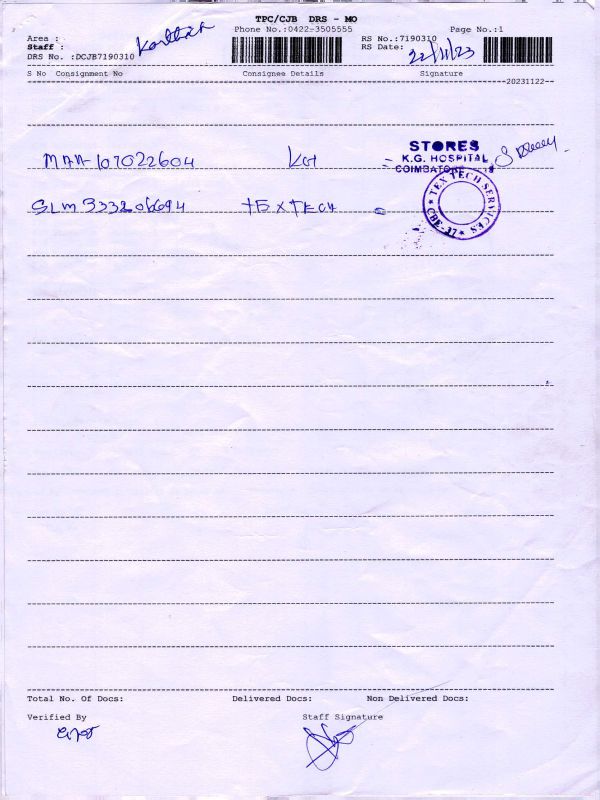 TPC/CJB DRS - MO
Phone No.:0422-3505555
Page No.:1
Area :
Karthik
RS No.:7190310
Staff :
RS Date: 22/11/23
DRS No. :DCJB7190310
S No Consignment No Consignee Details Signature
20231122
MAA-107022604 KG
STORES
K.G. HOSPITAL
COIMBATORE
SLM 333206694 TEXTECH
TEX TECH SERVICES
CBE-37
Total No. Of Docs: Delivered Docs: Non Delivered Docs:
Verified By Staff Signature